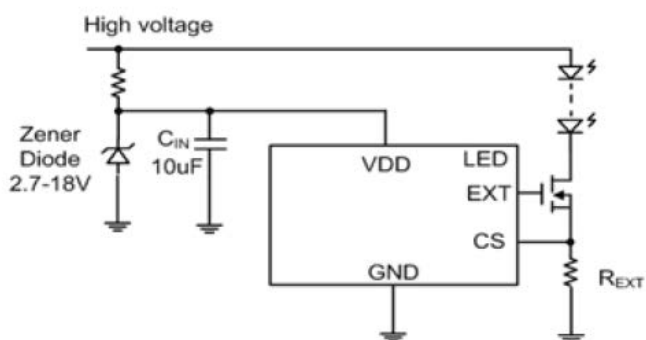 High voltage
Zener
Diode
2.7-18V
CIN
10uF
VDD
LED
EXT
CS
GND
REXT